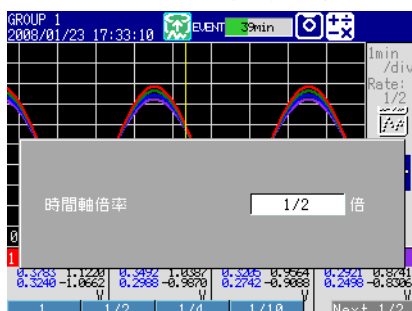 GROUP 1
2008/01/23 17:33:10 EVENT 39min
1min
/div
Rate:
1/2
時間軸倍率 1/2 倍
0
1
0.3783 1.1220 0.3492 1.0387 0.3205 0.9564 0.2921 0.8741
0.3240 -1.0662 0.2988 -0.9870 0.2742 -0.9088 0.2498 -0.8306
V V V V
1 1/2 1/4 1/10 Next 1/2